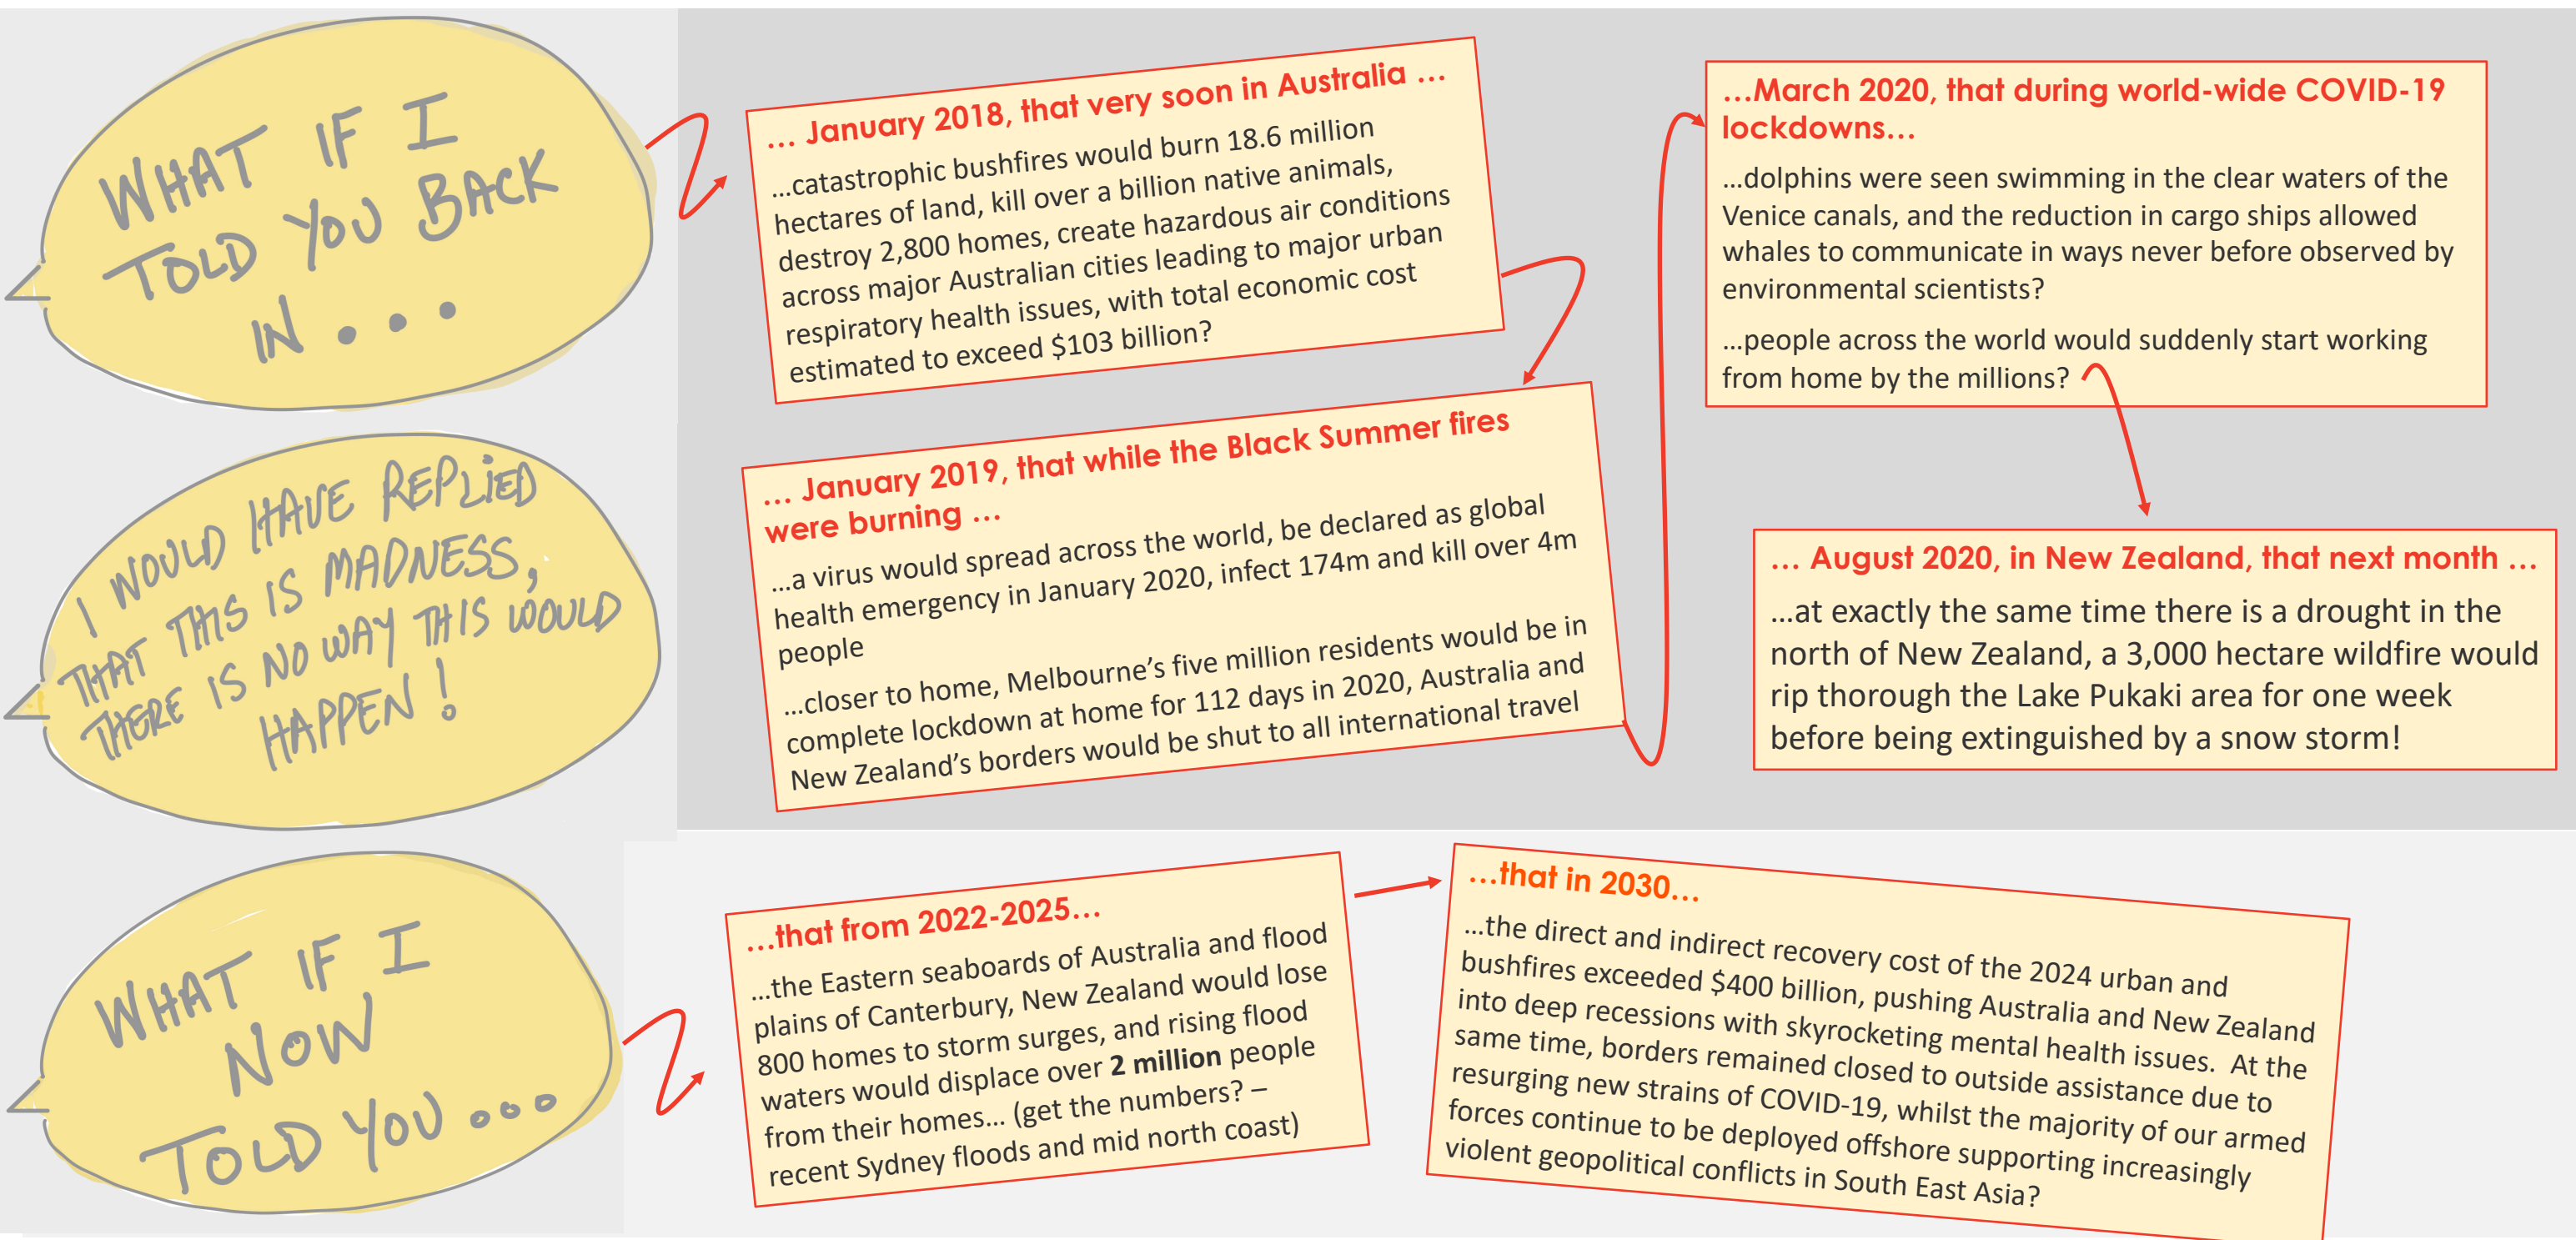 WHAT IF I
TOLD YOU BACK
IN...
... January 2018, that very soon in Australia ...
...catastrophic bushfires would burn 18.6 million
hectares of land, kill over a billion native animals,
destroy 2,800 homes, create hazardous air conditions
across major Australian cities leading to major urban
respiratory health issues, with total economic cost
estimated to exceed $103 billion?
I WOULD HAVE REPLIED
THAT THIS IS MADNESS,
THERE IS NO WAY THIS WOULD
HAPPEN!
... January 2019, that while the Black Summer fires
were burning ...
...a virus would spread across the world, be declared as global
health emergency in January 2020, infect 174m and kill over 4m
people
...closer to home, Melbourne's five million residents would be in
complete lockdown at home for 112 days in 2020, Australia and
New Zealand's borders would be shut to all international travel
...March 2020, that during world-wide COVID-19
lockdowns...
...dolphins were seen swimming in the clear waters of the
Venice canals, and the reduction in cargo ships allowed
whales to communicate in ways never before observed by
environmental scientists?
...people across the world would suddenly start working
from home by the millions?
... August 2020, in New Zealand, that next month ...
...at exactly the same time there is a drought in the
north of New Zealand, a 3,000 hectare wildfire would
rip thorough the Lake Pukaki area for one week
before being extinguished by a snow storm!
WHAT IF I
NOW
TOLD YOU...
...that from 2022-2025...
...the Eastern seaboards of Australia and flood
plains of Canterbury, New Zealand would lose
800 homes to storm surges, and rising flood
waters would displace over 2 million people
from their homes... (get the numbers? –
recent Sydney floods and mid north coast)
...that in 2030...
...the direct and indirect recovery cost of the 2024 urban and
bushfires exceeded $400 billion, pushing Australia and New Zealand
into deep recessions with skyrocketing mental health issues.  At the
same time, borders remained closed to outside assistance due to
resurging new strains of COVID-19, whilst the majority of our armed
forces continue to be deployed offshore supporting increasingly
violent geopolitical conflicts in South East Asia?